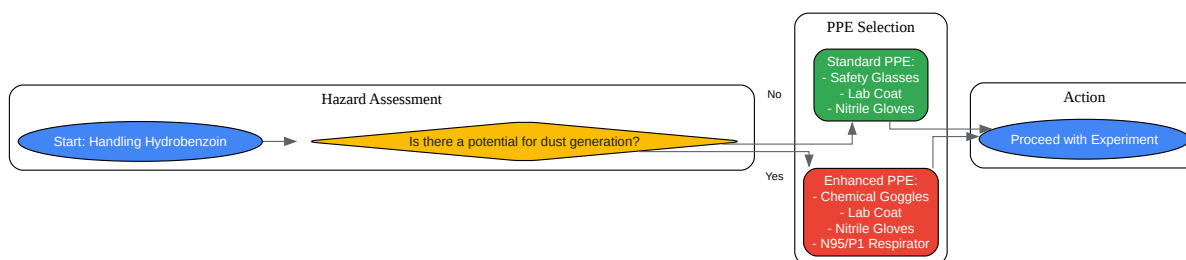 Hazard Assessment
Start: Handling Hydrobenzoin
Is there a potential for dust generation?
No
Yes
PPE Selection
Standard PPE:
- Safety Glasses
- Lab Coat
- Nitrile Gloves
Enhanced PPE:
- Chemical Goggles
- Lab Coat
- Nitrile Gloves
- N95/P1 Respirator
Action
Proceed with Experiment